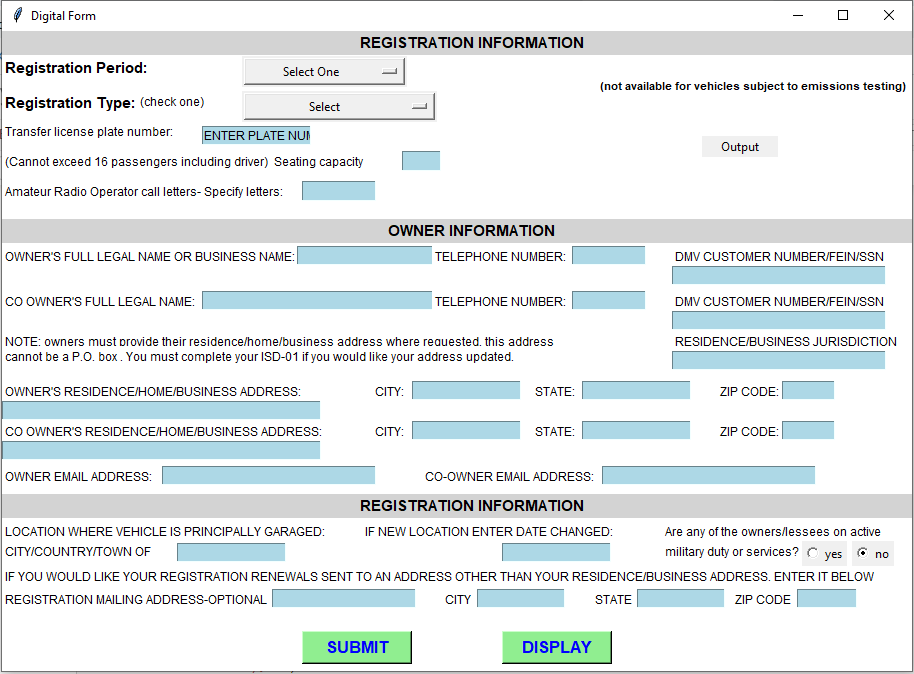 Digital Form
REGISTRATION INFORMATION
Registration Period: Select One
(not available for vehicles subject to emissions testing)
Registration Type: (check one) Select
Transfer license plate number: ENTER PLATE NUM
Output
(Cannot exceed 16 passengers including driver) Seating capacity
Amateur Radio Operator call letters- Specify letters:
OWNER INFORMATION
OWNER'S FULL LEGAL NAME OR BUSINESS NAME: TELEPHONE NUMBER: DMV CUSTOMER NUMBER/FEIN/SSN
CO OWNER'S FULL LEGAL NAME: TELEPHONE NUMBER: DMV CUSTOMER NUMBER/FEIN/SSN
NOTE: owners must provide their residence/home/business address where requested. this address RESIDENCE/BUSINESS JURISDICTION
cannot be a P.O. box . You must complete your ISD-01 if you would like your address updated.
OWNER'S RESIDENCE/HOME/BUSINESS ADDRESS: CITY: STATE: ZIP CODE:
CO OWNER'S RESIDENCE/HOME/BUSINESS ADDRESS: CITY: STATE: ZIP CODE:
OWNER EMAIL ADDRESS: CO-OWNER EMAIL ADDRESS:
REGISTRATION INFORMATION
LOCATION WHERE VEHICLE IS PRINCIPALLY GARAGED: IF NEW LOCATION ENTER DATE CHANGED: Are any of the owners/lessees on active
CITY/COUNTRY/TOWN OF military duty or services? yes no
IF YOU WOULD LIKE YOUR REGISTRATION RENEWALS SENT TO AN ADDRESS OTHER THAN YOUR RESIDENCE/BUSINESS ADDRESS. ENTER IT BELOW
REGISTRATION MAILING ADDRESS-OPTIONAL CITY STATE ZIP CODE
SUBMIT DISPLAY